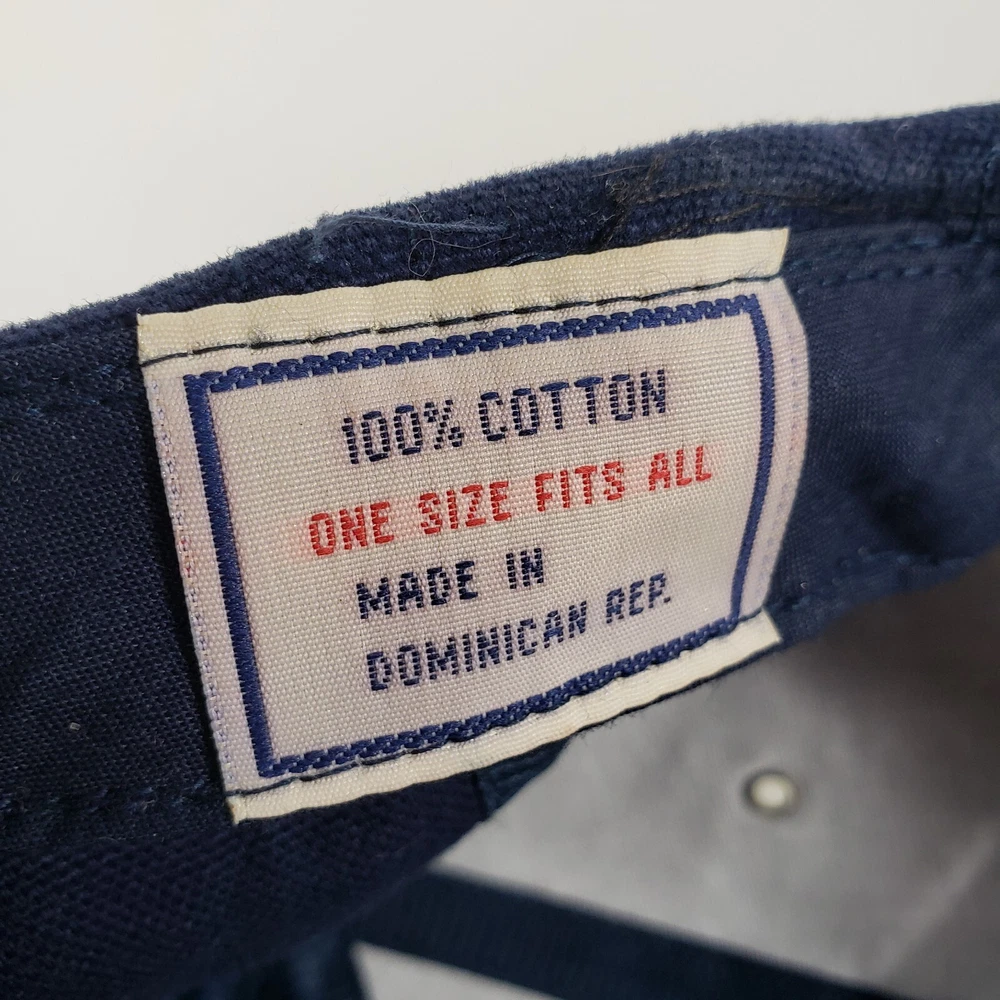 100% COTTON
ONE SIZE FITS ALL
MADE IN
DOMINICAN REP.